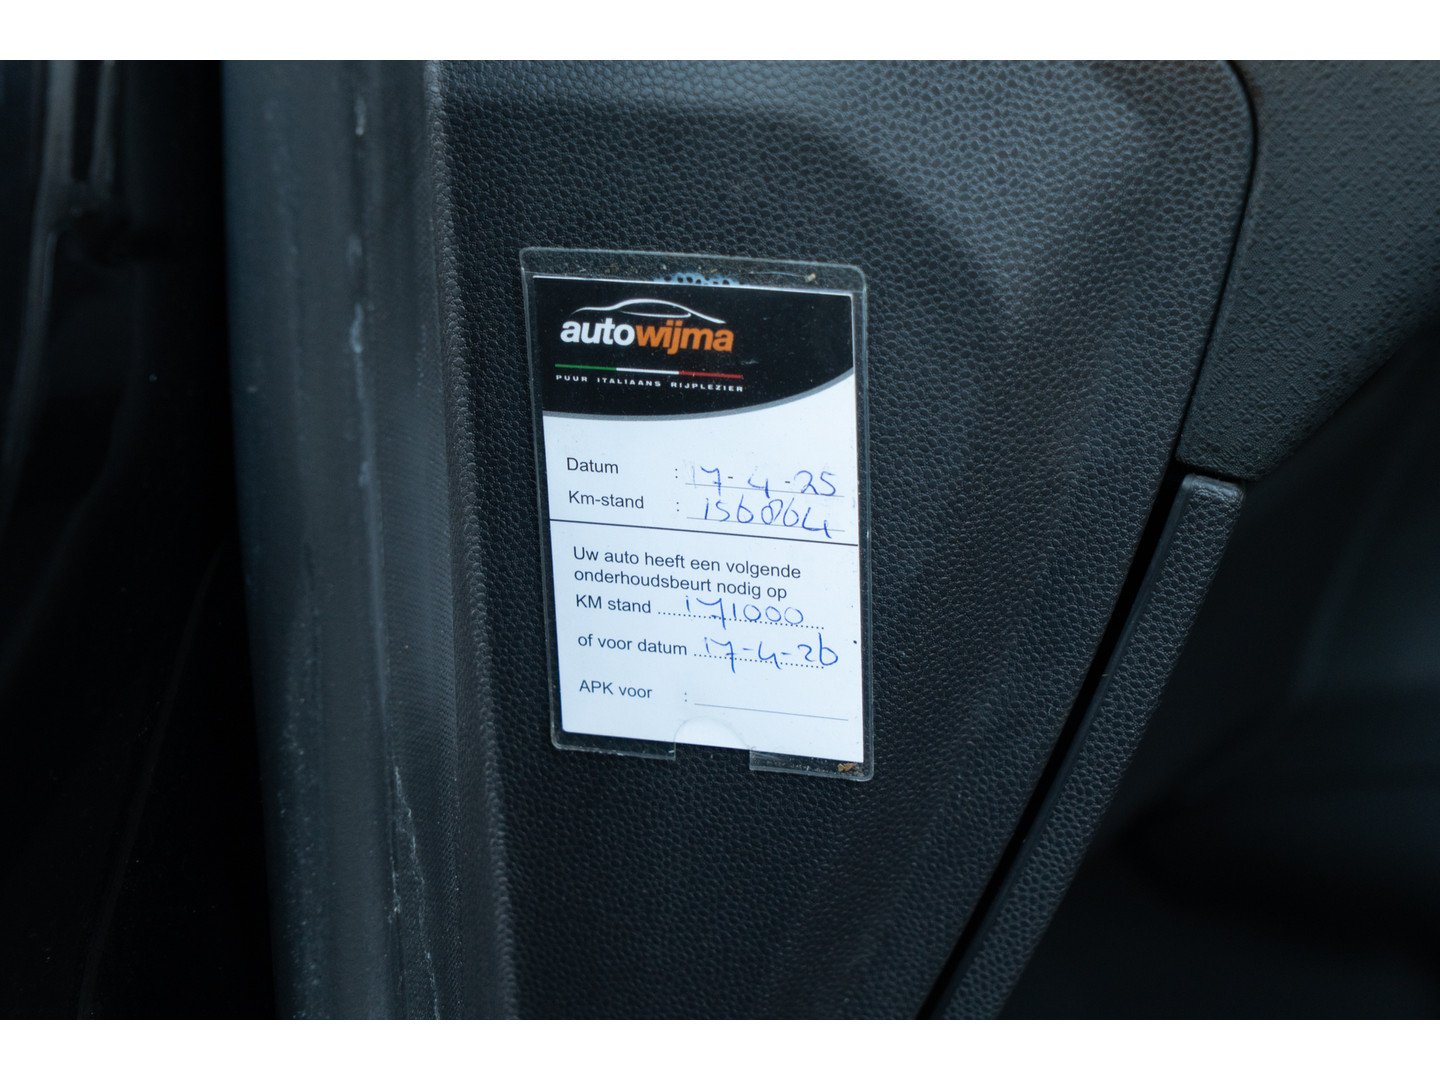 autowijma
PUUR ITALIAANS RIJPLEZIER
Datum : 17-4-25
Km-stand : 156864
Uw auto heeft een volgende
onderhoudsbeurt nodig op
KM stand ........ 171000
of voor datum ........ 17-4-26
APK voor :